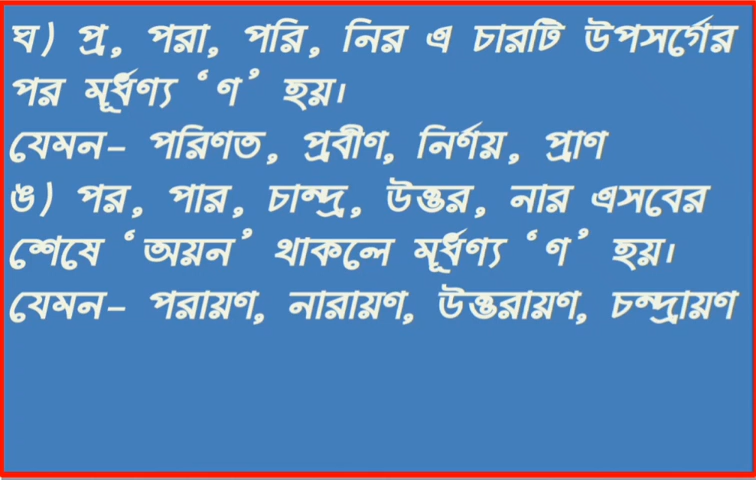 ঘ) প্র, পরা, পরি, নির এ চারটি উপসর্গের
পর মূর্ধণ্য ‘ণ’ হয়।
যেমন– পরিণত, প্রবীণ, নির্ণয়, প্রাণ
ঙ) পর, পার, চান্দ্র, উত্তর, নার এসবের
শেষে ‘অয়ন’ থাকলে মূর্ধণ্য ‘ণ’ হয়।
যেমন– পরায়ণ, নারায়ণ, উত্তরায়ণ, চন্দ্রায়ণ